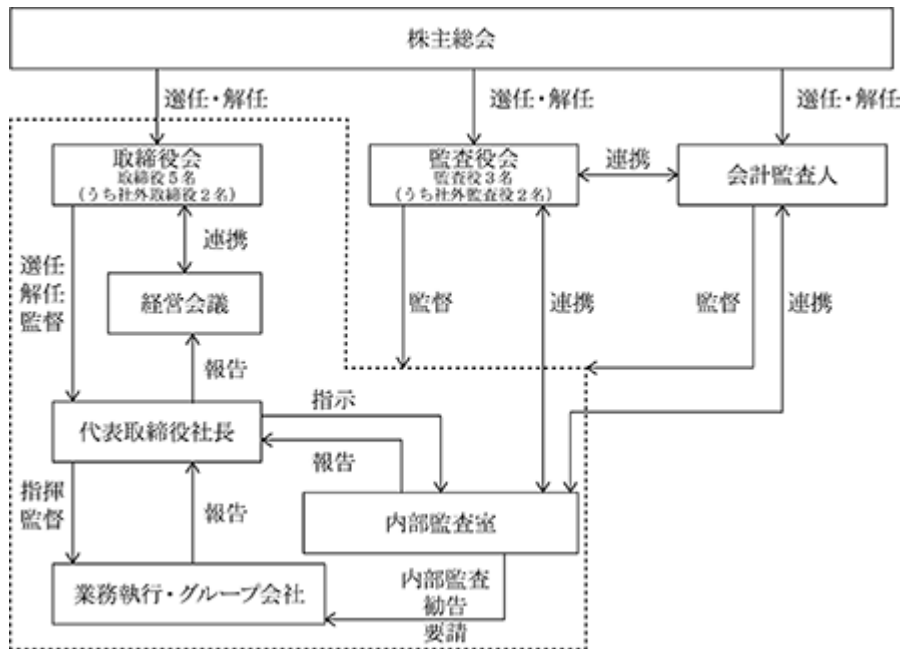 株主総会
選任・解任
選任・解任
選任・解任
取締役会
取締役5名
(うち社外取締役2名)
監査役会
監査役3名
(うち社外監査役2名)
連携
会計監査人
連携
選任
解任
監督
経営会議
監督
連携
監督
連携
報告
代表取締役社長
指示
報告
指揮
監督
報告
内部監査室
業務執行・グループ会社
内部監査
勧告
要請